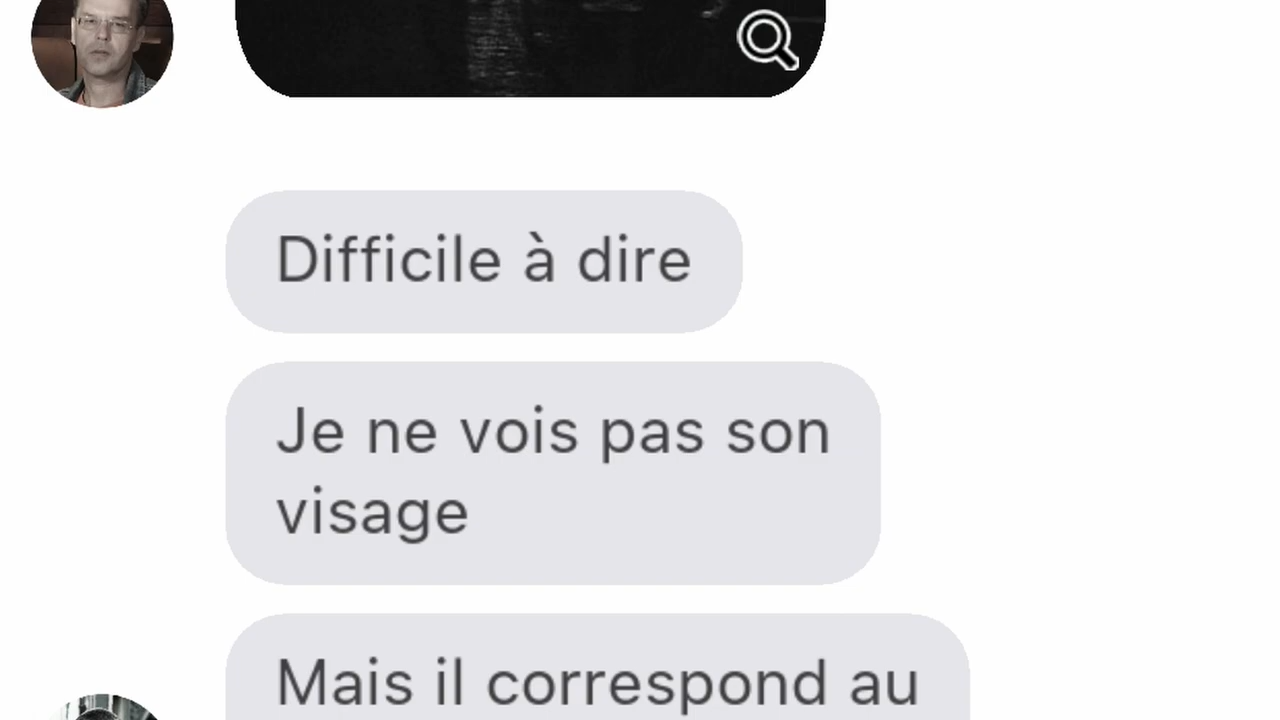 Difficile à dire
Je ne vois pas son
visage
Mais il correspond au